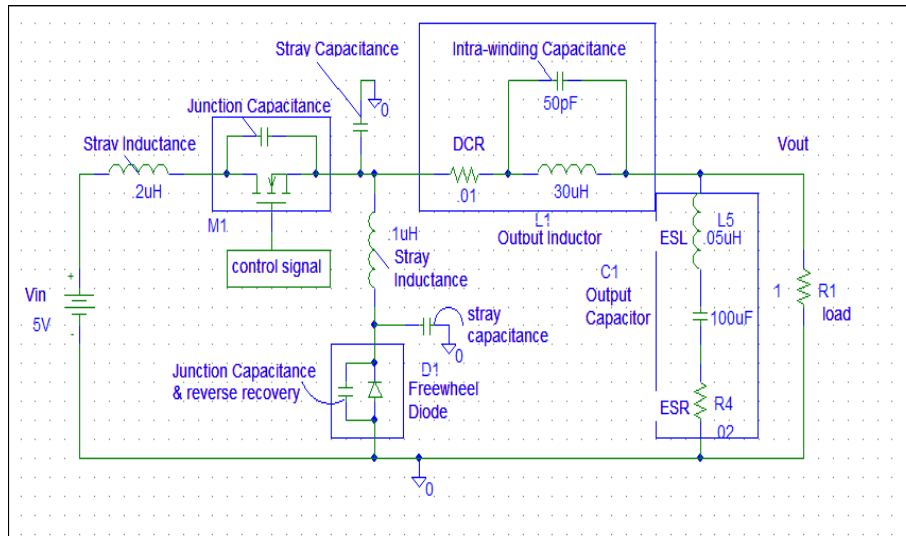 Stray Capacitance
Intra-winding Capacitance
0
50pF
Junction Capacitance
Stray Inductance
DCR
Vout
.2uH
.01
30uH
M1
L1
Output Inductor
.1uH
Stray
Inductance
control signal
ESL
L5
.05uH
C1
Output
Capacitor
Vin
+
5V
-
stray
capacitance
0
100uF
1
R1
load
Junction Capacitance
& reverse recovery
D1
Freewheel
Diode
ESR
R4
.02
0